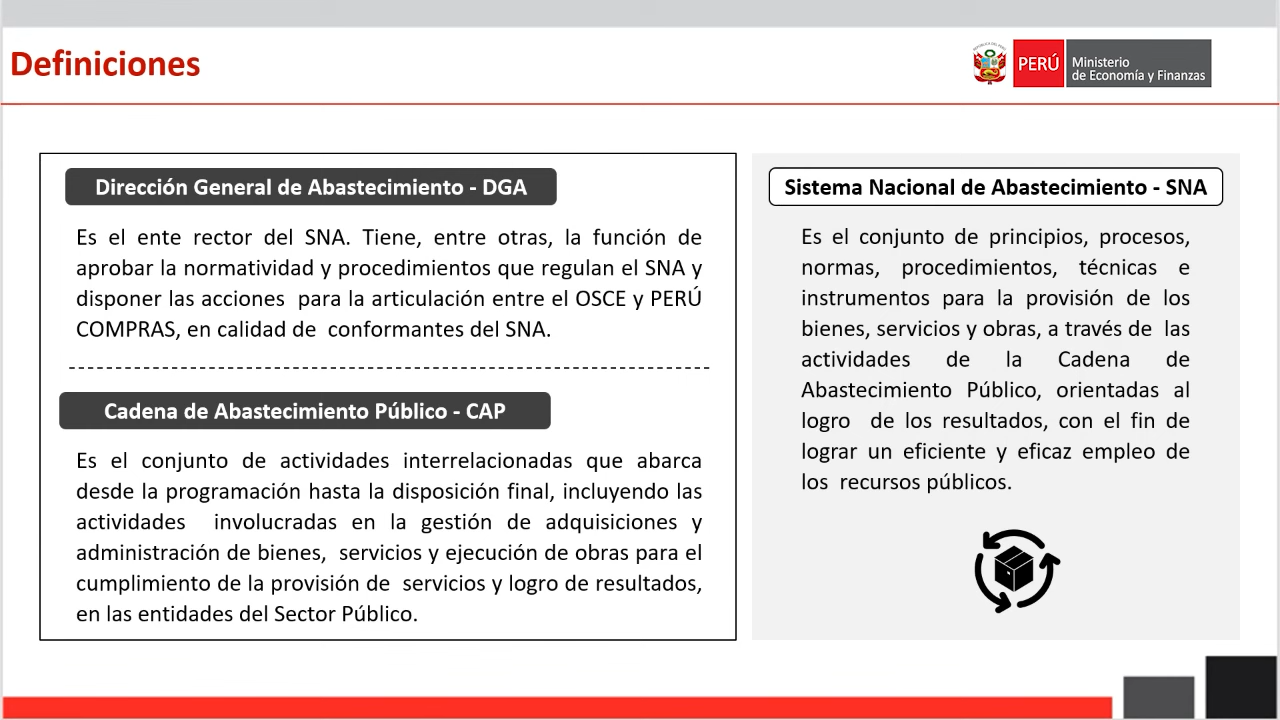 Definiciones
PERÚ
Ministerio
de Economía y Finanzas
Dirección General de Abastecimiento - DGA
Es el ente rector del SNA. Tiene, entre otras, la función de
aprobar la normatividad y procedimientos que regulan el SNA y
disponer las acciones para la articulación entre el OSCE y PERÚ
COMPRAS, en calidad de conformantes del SNA.
Cadena de Abastecimiento Público - CAP
Es el conjunto de actividades interrelacionadas que abarca
desde la programación hasta la disposición final, incluyendo las
actividades involucradas en la gestión de adquisiciones y
administración de bienes, servicios y ejecución de obras para el
cumplimiento de la provisión de servicios y logro de resultados,
en las entidades del Sector Público.
Sistema Nacional de Abastecimiento - SNA
Es el conjunto de principios, procesos,
normas, procedimientos, técnicas e
instrumentos para la provisión de los
bienes, servicios y obras, a través de las
actividades de la Cadena de
Abastecimiento Público, orientadas al
logro de los resultados, con el fin de
lograr un eficiente y eficaz empleo de
los recursos públicos.